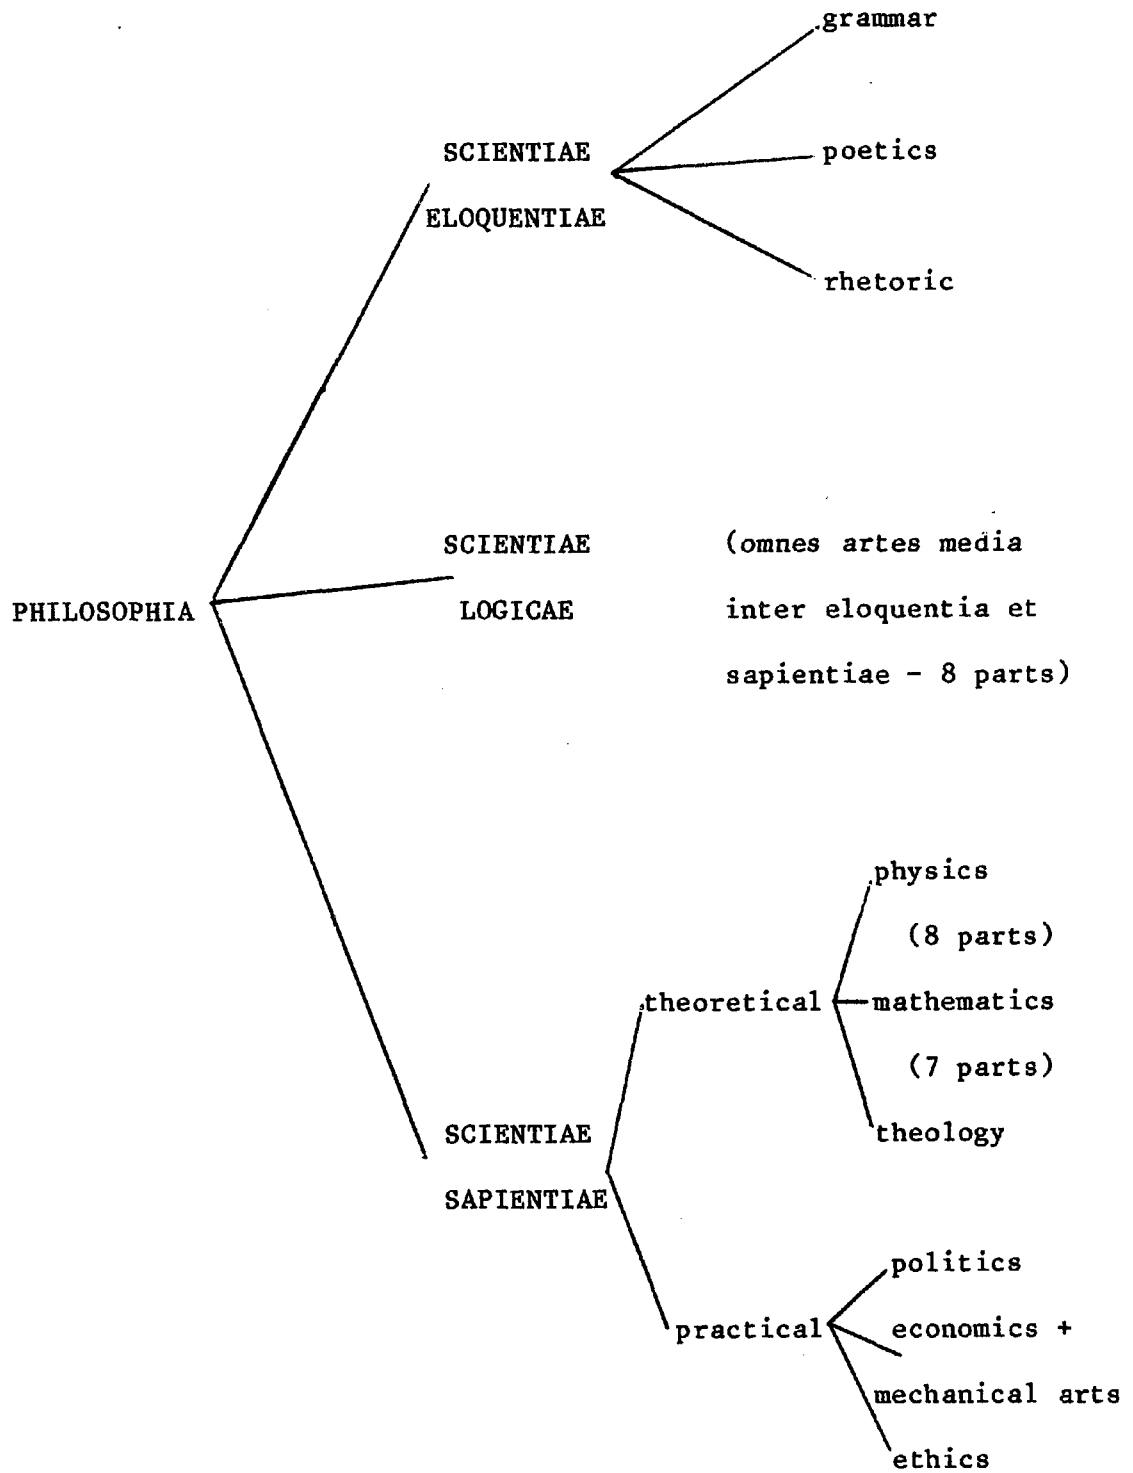 grammar
SCIENTIAE
poetics
ELOQUENTIAE
rhetoric
SCIENTIAE
(omnes artes media
PHILOSOPHIA
LOGICAE
inter eloquentia et
sapientiae - 8 parts)
physics
(8 parts)
theoretical
mathematics
(7 parts)
SCIENTIAE
theology
SAPIENTIAE
politics
practical
economics +
mechanical arts
ethics